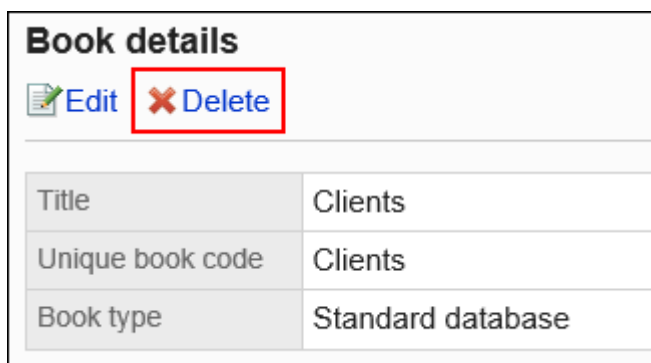 Book details
Edit Delete
Title Clients
Unique book code Clients
Book type Standard database